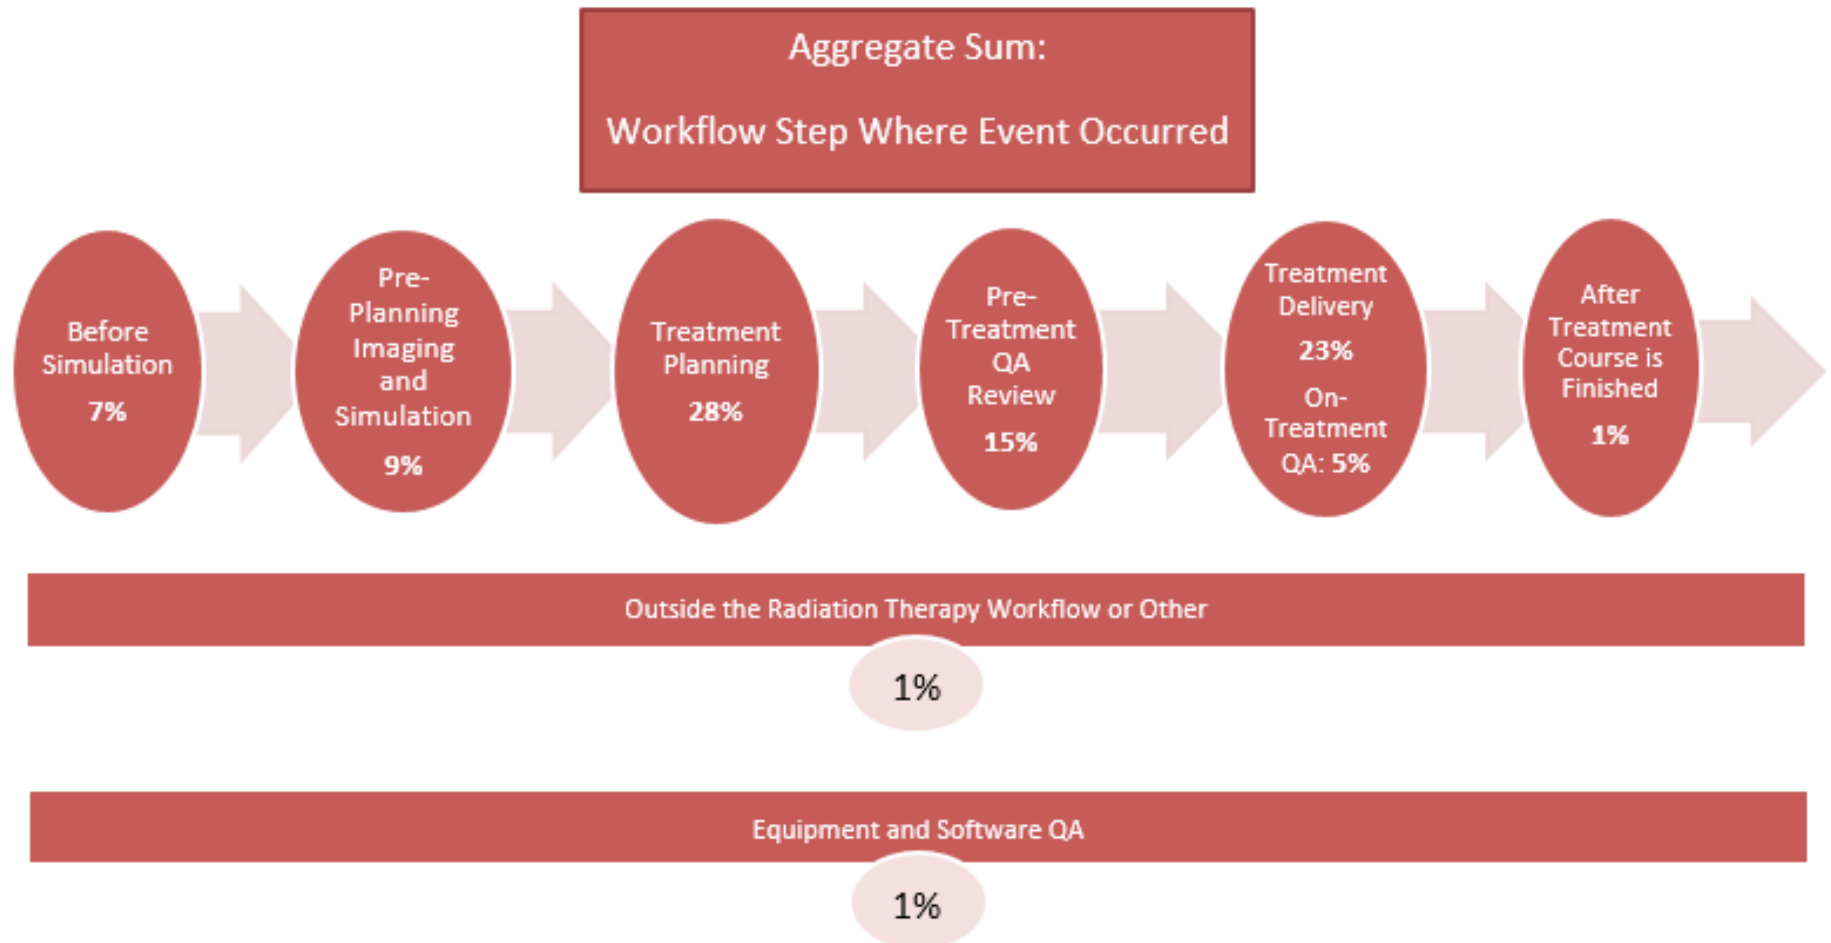 Aggregate Sum:
Workflow Step Where Event Occurred
Before
Simulation
7%
Pre-
Planning
Imaging
and
Simulation
9%
Treatment
Planning
28%
Pre-
Treatment
QA
Review
15%
Treatment
Delivery
23%
On-
Treatment
QA: 5%
After
Treatment
Course is
Finished
1%
Outside the Radiation Therapy Workflow or Other
1%
Equipment and Software QA
1%